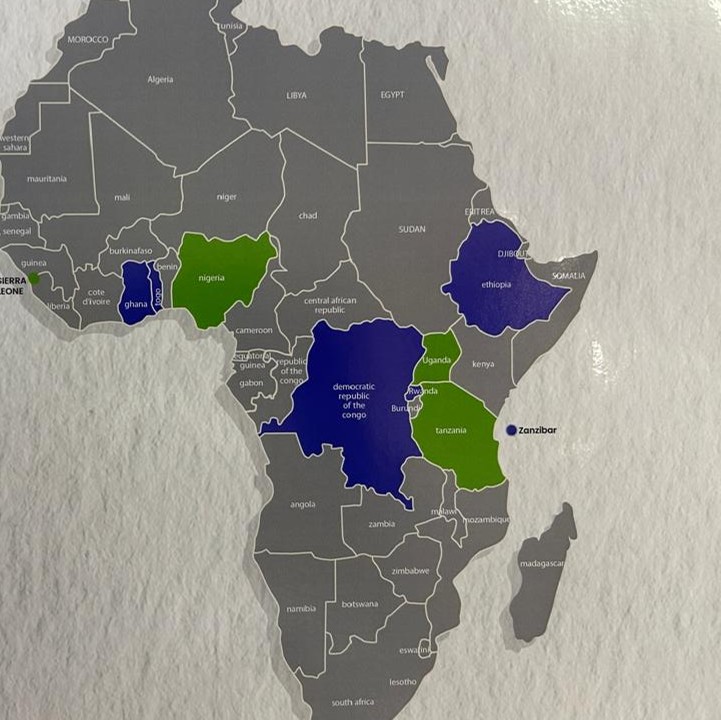 tunisia
MOROCCO
Algeria
LIBYA
EGYPT
western
sahara
mauritania
mali
niger
chad
SUDAN
ERITREA
gambia
senegal
burkinafaso
DJIBOUTI
guinea
benin
nigeria
SOMALIA
SIERRA
LEONE
cote
d'ivoire
ghana
togo
liberia
ethiopia
central african
republic
cameroon
equatorial
guinea
republic
of the
congo
gabon
Uganda
kenya
democratic
republic
of the
congo
Rwanda
Burundi
tanzania
Zanzibar
angola
malawi
mozambique
zambia
madagascar
zimbabwe
namibia
botswana
eswatini
lesotho
south africa